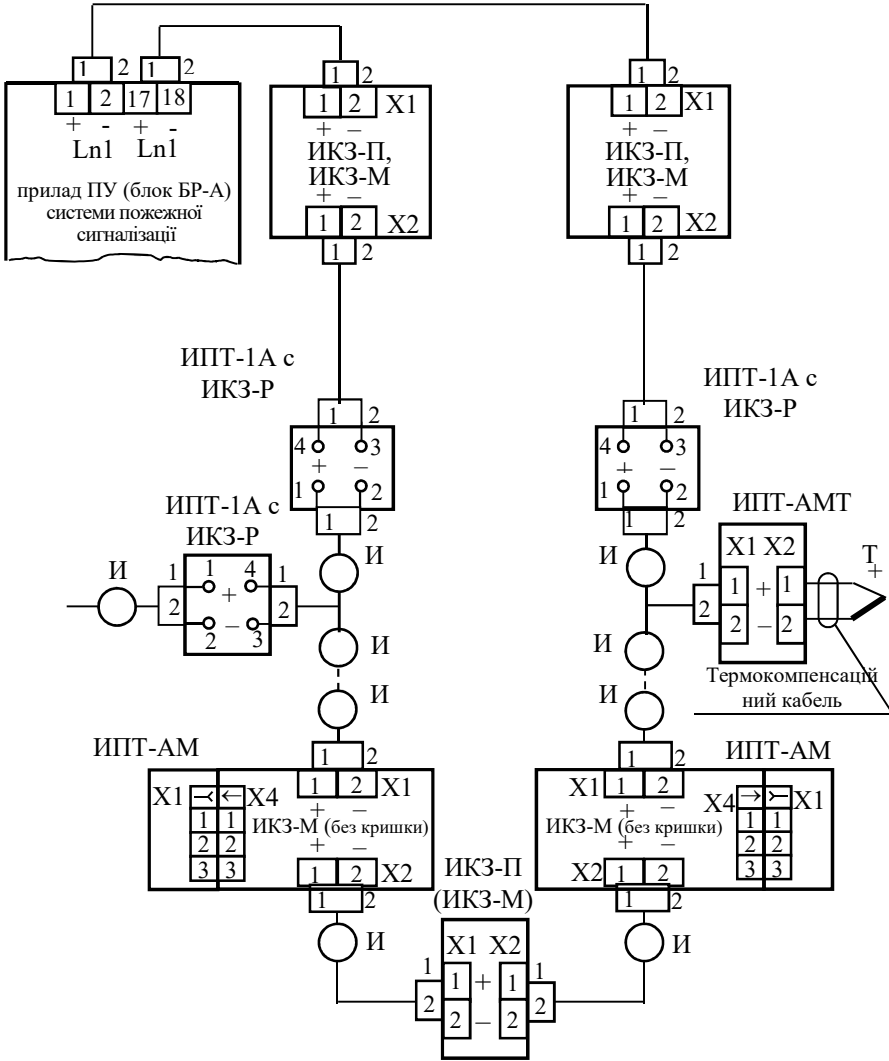 1 2 1 2
1 2 17 18
+ - + -
Ln1 Ln1
прилад ПУ (блок БР-А)
системи пожежної
сигналізації
1 2
1 2 X1
+ –
ИКЗ-П,
ИКЗ-М
+ –
1 2 X2
1 2
1 2
1 2 X1
+ –
ИКЗ-П,
ИКЗ-М
+ –
1 2 X2
1 2
ИПТ-1А с
ИКЗ-Р
1 2
4 3
+ –
1 2
1 2
ИПТ-1А с
ИКЗ-Р
1 2
4 3
+ –
1 2
1 2
ИПТ-1А с
ИКЗ-Р
И
1 1 4 1
2 + 2
2 – 3
И
И
И
ИПТ-АМТ
X1 X2
1 1 + 1
2 2 – 2
Т
+
Термокомпенсацій
ний кабель
И
И
И
ИПТ-АМ
1 2
X1 X4
1 1
2 2
3 3
1 2 X1
+ –
ИКЗ-М (без кришки)
+ –
1 2 X2
1 2
И
ИПТ-АМ
1 2
X1 1 2
+ –
ИКЗ-М (без кришки)
+ –
X2 1 2
X4 X1
1 1
2 2
3 3
1 2
И
ИКЗ-П
(ИКЗ-М)
X1 X2
1 1 + 1 1
2 2 – 2 2